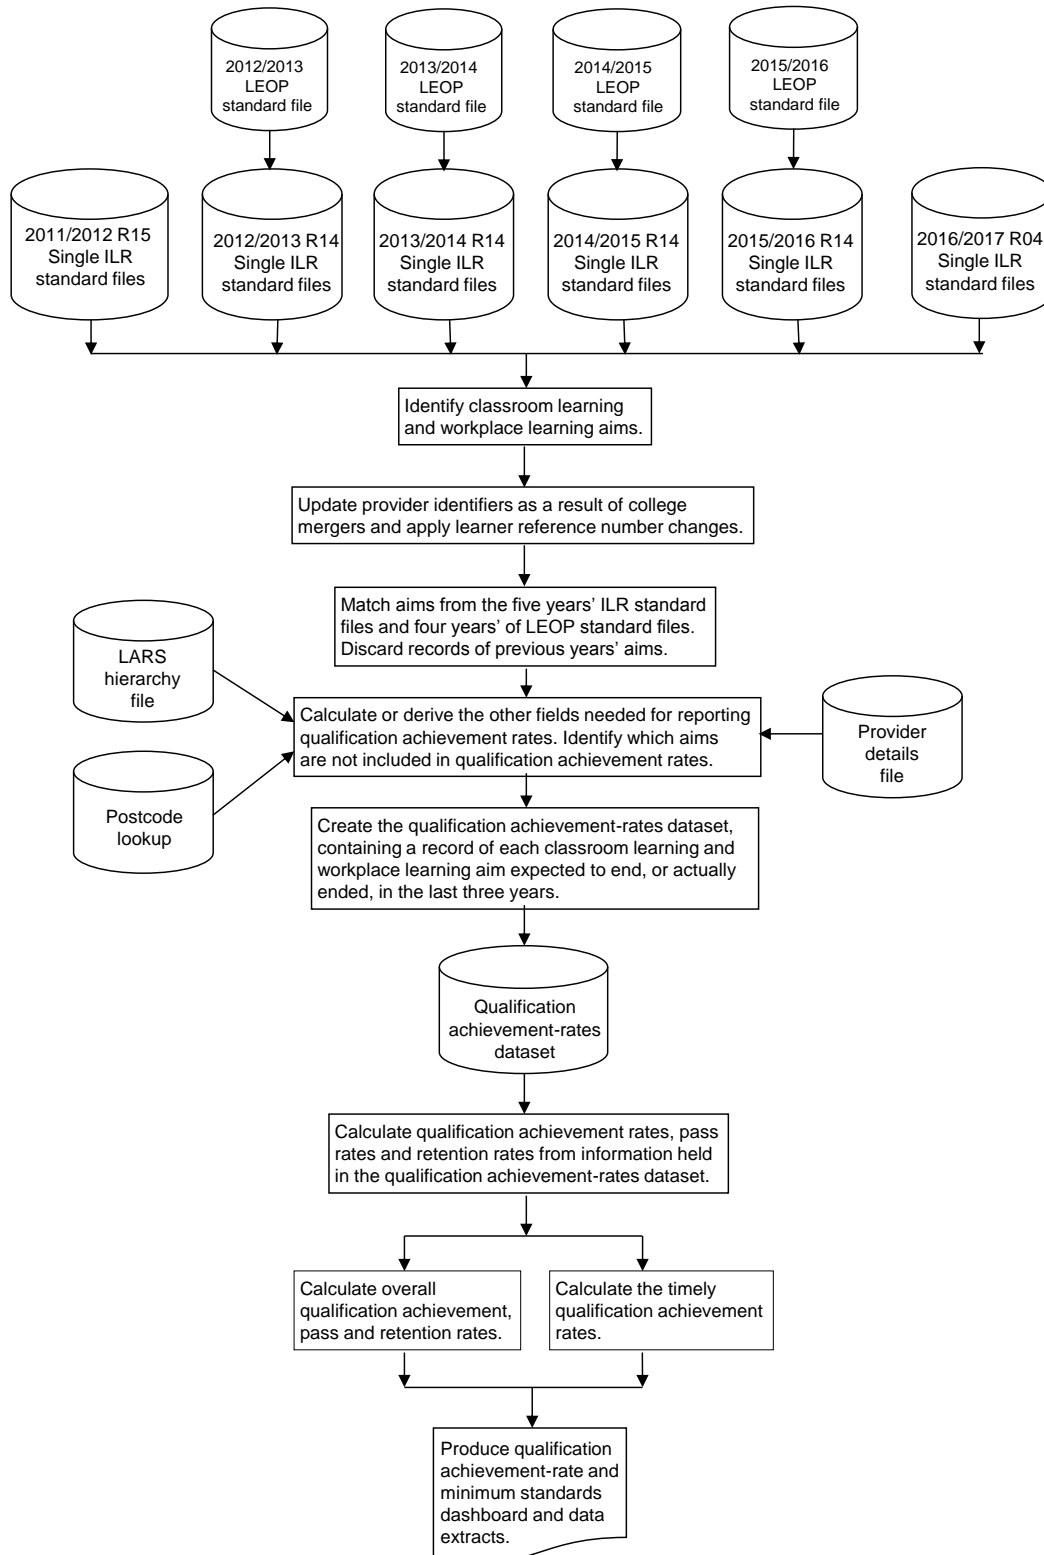 2012/2013
LEOP
standard file
2013/2014
LEOP
standard file
2014/2015
LEOP
standard file
2015/2016
LEOP
standard file
2011/2012 R15
Single ILR
standard files
2012/2013 R14
Single ILR
standard files
2013/2014 R14
Single ILR
standard files
2014/2015 R14
Single ILR
standard files
2015/2016 R14
Single ILR
standard files
2016/2017 R04
Single ILR
standard files
Identify classroom learning
and workplace learning aims.
Update provider identifiers as a result of college
mergers and apply learner reference number changes.
Match aims from the five years’ ILR standard
files and four years’ of LEOP standard files.
Discard records of previous years’ aims.
LARS
hierarchy
file
Calculate or derive the other fields needed for reporting
qualification achievement rates. Identify which aims
are not included in qualification achievement rates.
Provider
details
file
Postcode
lookup
Create the qualification achievement-rates dataset,
containing a record of each classroom learning and
workplace learning aim expected to end, or actually
ended, in the last three years.
Qualification
achievement-rates
dataset
Calculate qualification achievement rates, pass
rates and retention rates from information held
in the qualification achievement-rates dataset.
Calculate overall
qualification achievement,
pass and retention rates.
Calculate the timely
qualification achievement
rates.
Produce qualification
achievement-rate and
minimum standards
dashboard and data
extracts.